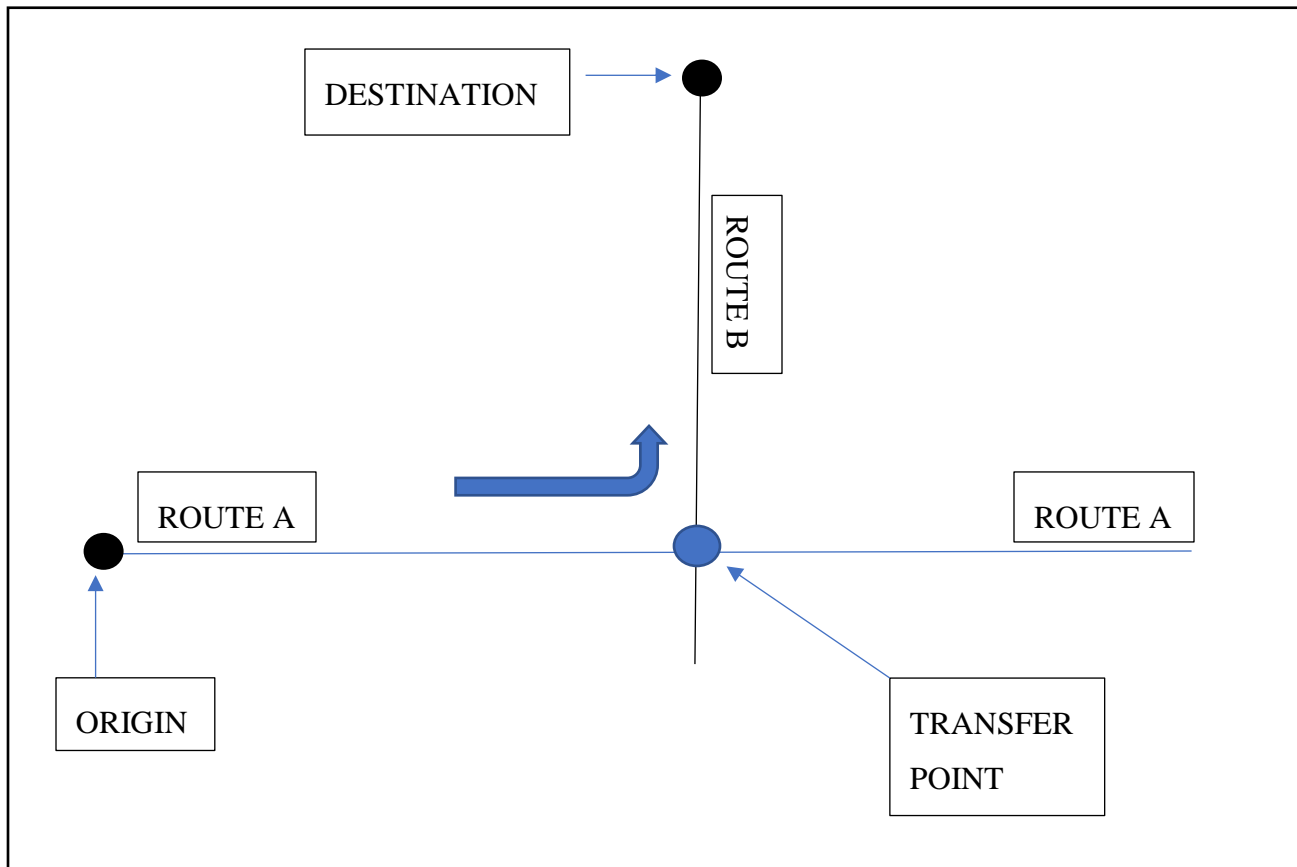 DESTINATION
ROUTE B
ROUTE A
ROUTE A
ORIGIN
TRANSFER
POINT